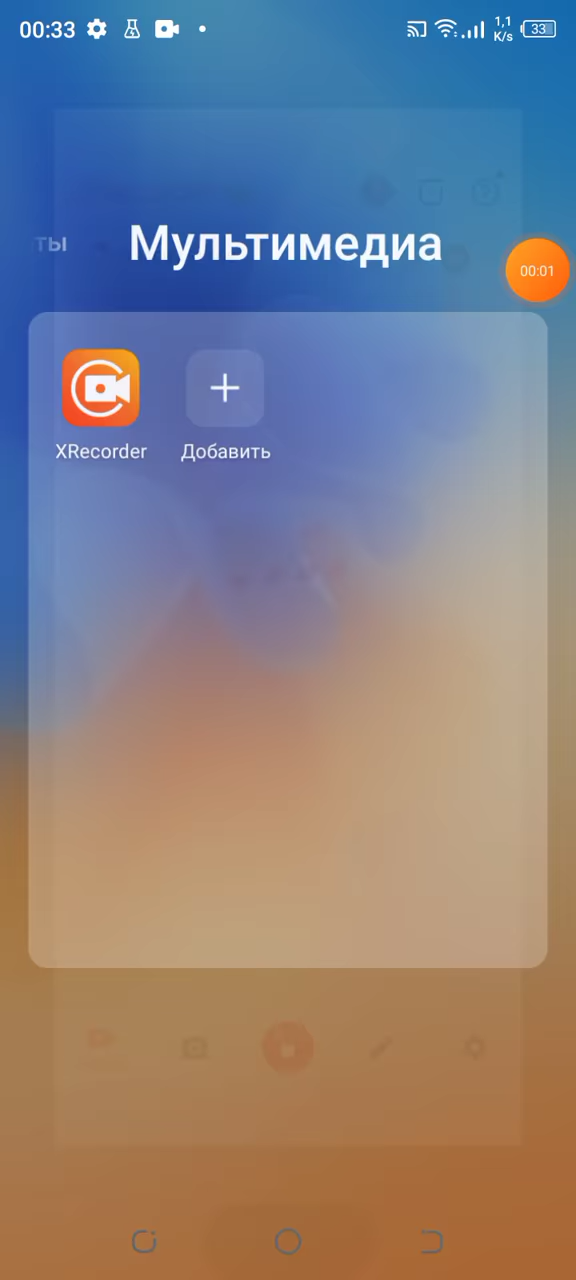 00:33
1,1
K/s
33
ты
Мультимедиа
00:01
XRecorder
Добавить